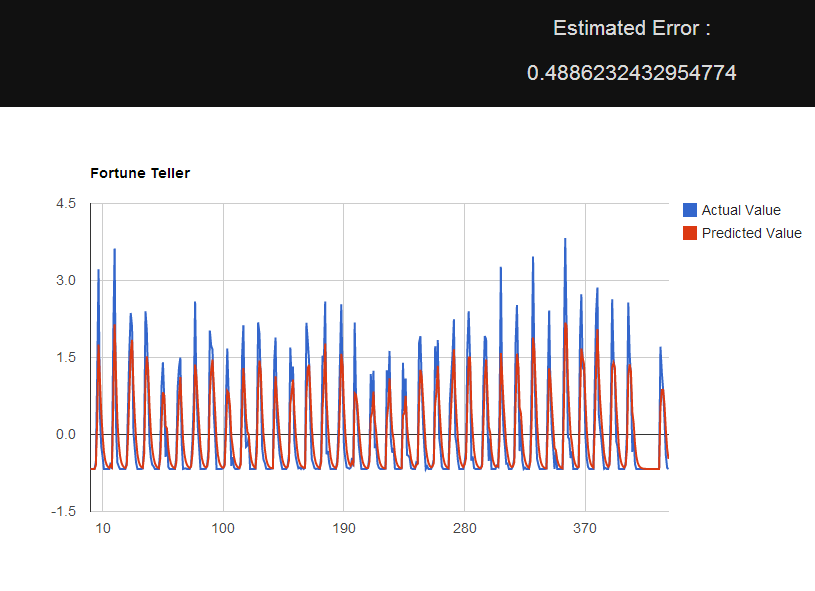 Estimated Error :
0.4886232432954774
Fortune Teller
4.5
3.0
1.5
0.0
-1.5
10 100 190 280 370
Actual Value
Predicted Value